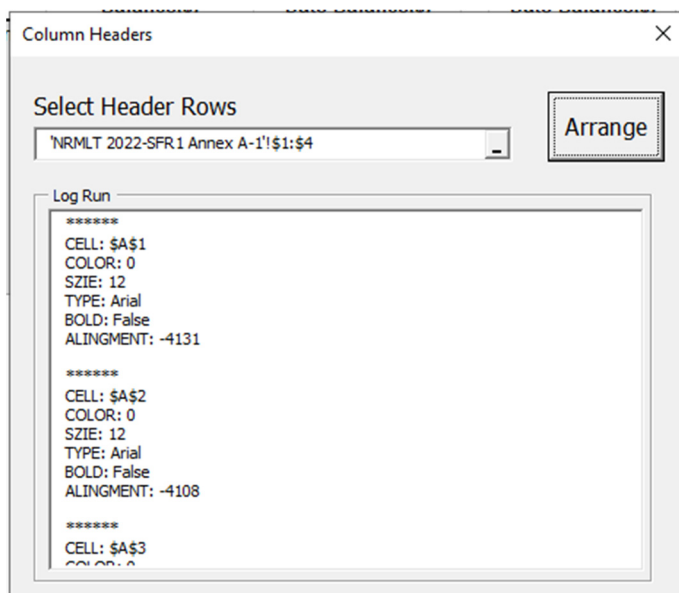 Column Headers
Select Header Rows
'NRMLT 2022-SFR1 Annex A-1'!$1:$4
Arrange
Log Run
******
CELL: $A$1
COLOR: 0
SZIE: 12
TYPE: Arial
BOLD: False
ALINGMENT: -4131
******
CELL: $A$2
COLOR: 0
SZIE: 12
TYPE: Arial
BOLD: False
ALINGMENT: -4108
******
CELL: $A$3
COLOR: 0